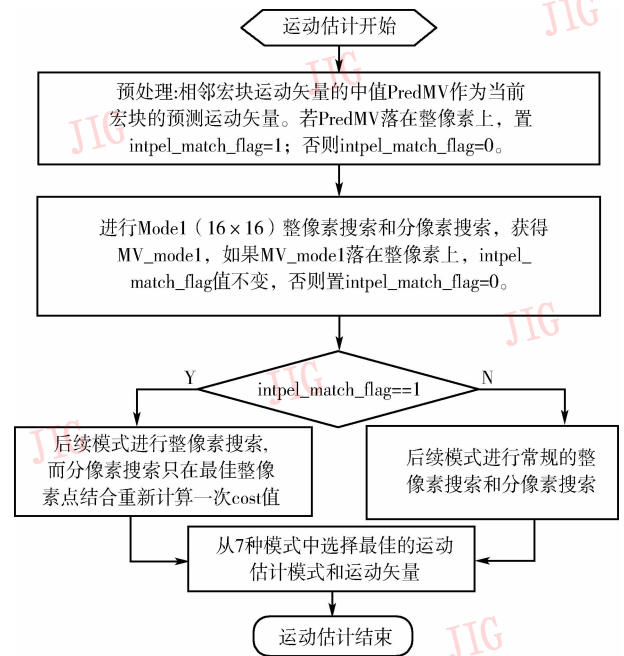 运动估计开始
JIG
预处理:相邻宏块运动矢量的中值PredMV作为当前
宏块的预测运动矢量。若PredMV落在整像素上，置
intpel_match_flag=1；否则intpel_match_flag=0。
JIG
JIG
进行Mode1（16×16）整像素搜索和分像素搜索，获得
MV_mode1，如果MV_mode1落在整像素上，intpel_
match_flag值不变，否则置intpel_match_flag=0。
JIG
Y
intpel_match_flag==1
N
后续模式进行整像素搜索,
而分像素搜索只在最佳整像
素点结合重新计算一次cost值
JIG
后续模式进行常规的整
像素搜索和分像素搜索
从7种模式中选择最佳的运动
估计模式和运动矢量
运动估计结束
JIG